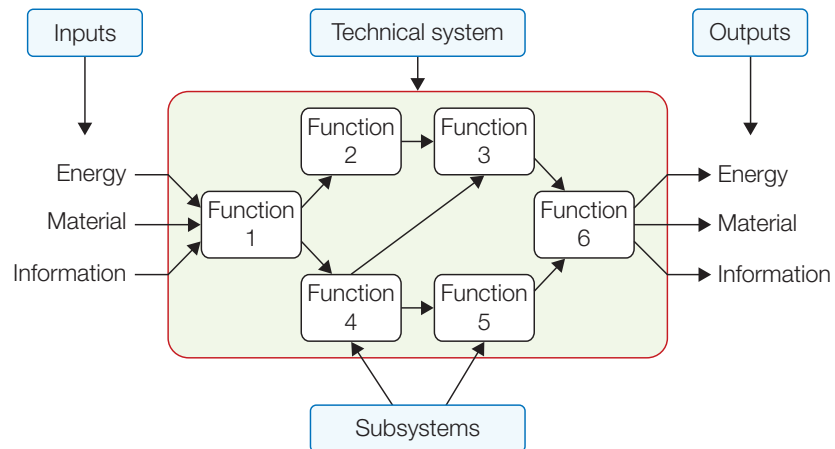 Inputs
Technical system
Outputs
Function
2
Function
3
Energy
Material
Information
Function
1
Function
6
Energy
Material
Information
Function
4
Function
5
Subsystems